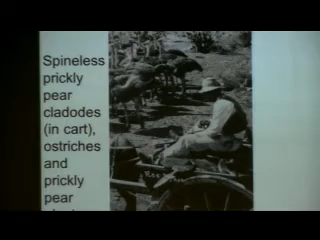 Spineless
prickly
pear
cladodes
(in cart),
ostriches
and
prickly
pear